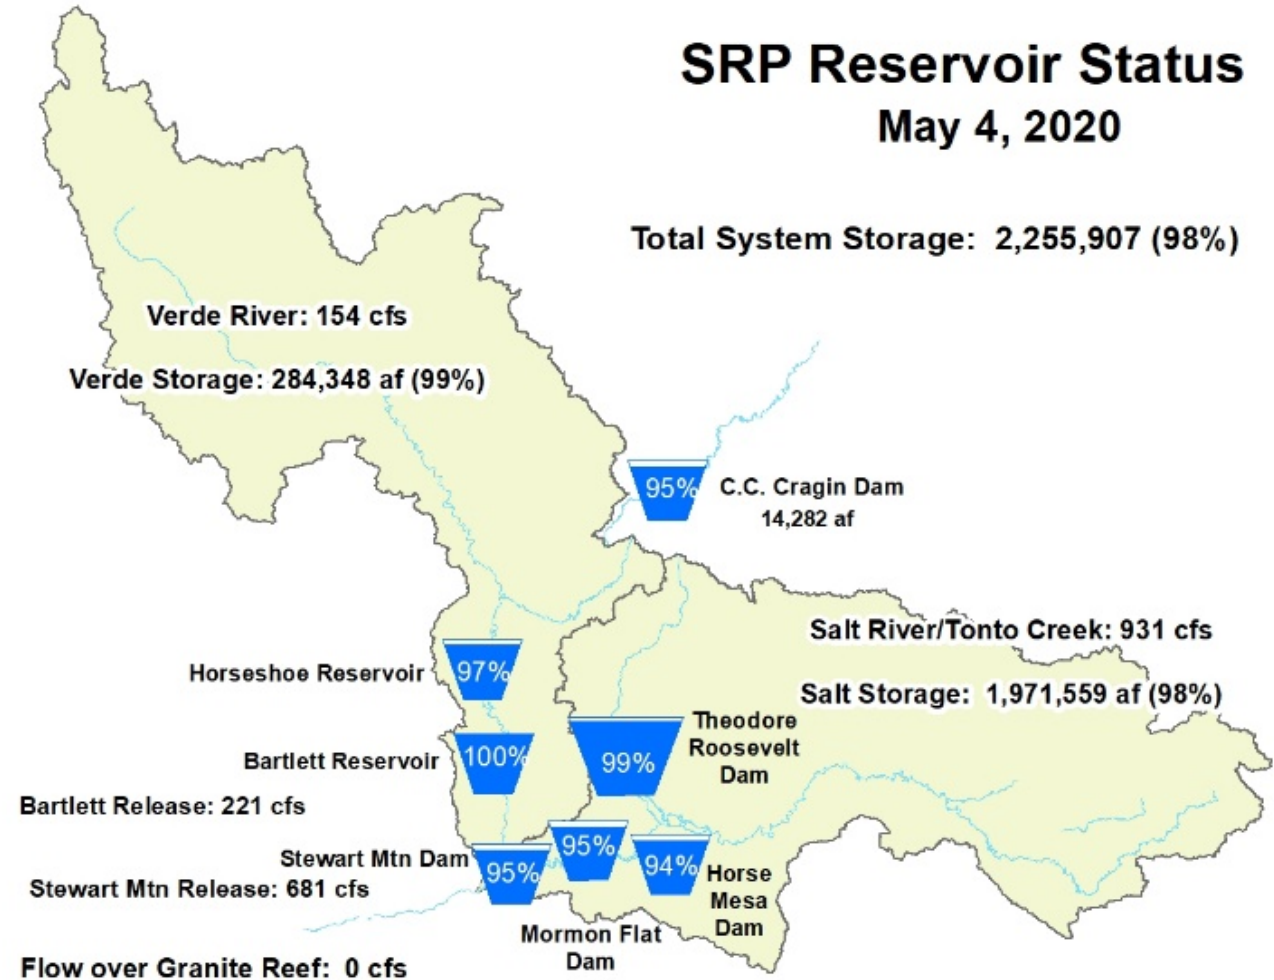 SRP Reservoir Status
May 4, 2020
Total System Storage: 2,255,907 (98%)
Verde River: 154 cfs
Verde Storage: 284,348 af (99%)
95%
C.C. Cragin Dam
14,282 af
Salt River/Tonto Creek: 931 cfs
Salt Storage: 1,971,559 af (98%)
Horseshoe Reservoir
97%
Bartlett Reservoir
100%
Theodore
Roosevelt
Dam
99%
Bartlett Release: 221 cfs
Stewart Mtn Dam
95%
95%
94%
Horse
Mesa
Dam
Stewart Mtn Release: 681 cfs
Mormon Flat
Dam
Flow over Granite Reef: 0 cfs